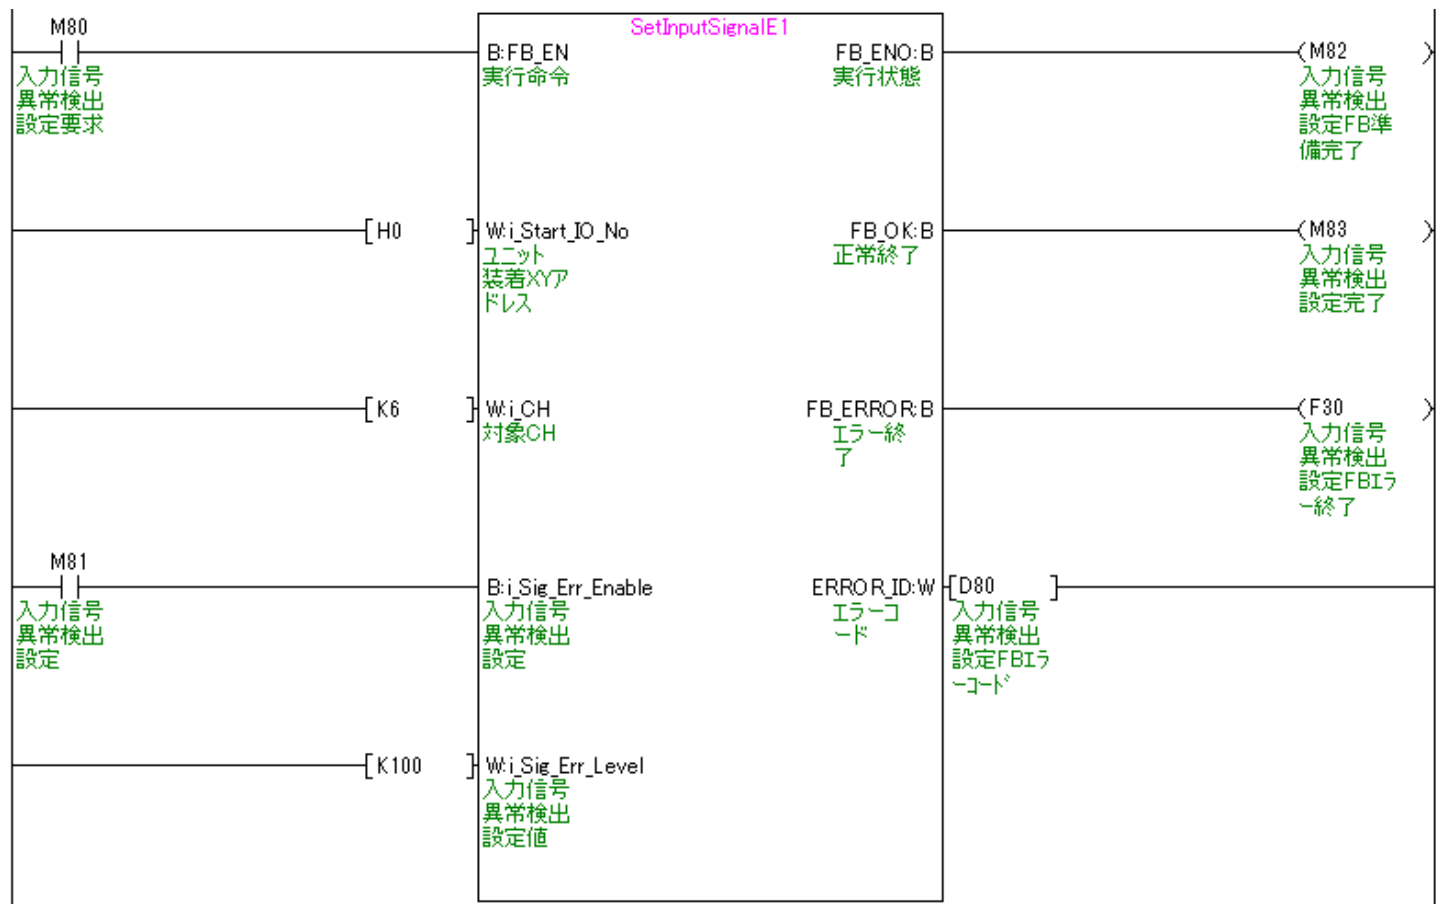 SetInputSignalE1
M80
入力信号
異常検出
設定要求
B:FB_EN
実行命令
FB_ENO:B
実行状態
M82
入力信号
異常検出
設定FB準
備完了
H0
W:i_Start_IO_No
ユニット
装着XYア
ドレス
FB_OK:B
正常終了
M83
入力信号
異常検出
設定完了
K6
W:i_CH
対象CH
FB_ERROR:B
エラー終
了
F30
入力信号
異常検出
設定FBｴﾗ
ｰ終了
M81
入力信号
異常検出
設定
B:i_Sig_Err_Enable
入力信号
異常検出
設定
ERROR_ID:W
エラーコ
ード
D80
入力信号
異常検出
設定FBｴﾗ
ｰｺｰﾄﾞ
K100
W:i_Sig_Err_Level
入力信号
異常検出
設定値